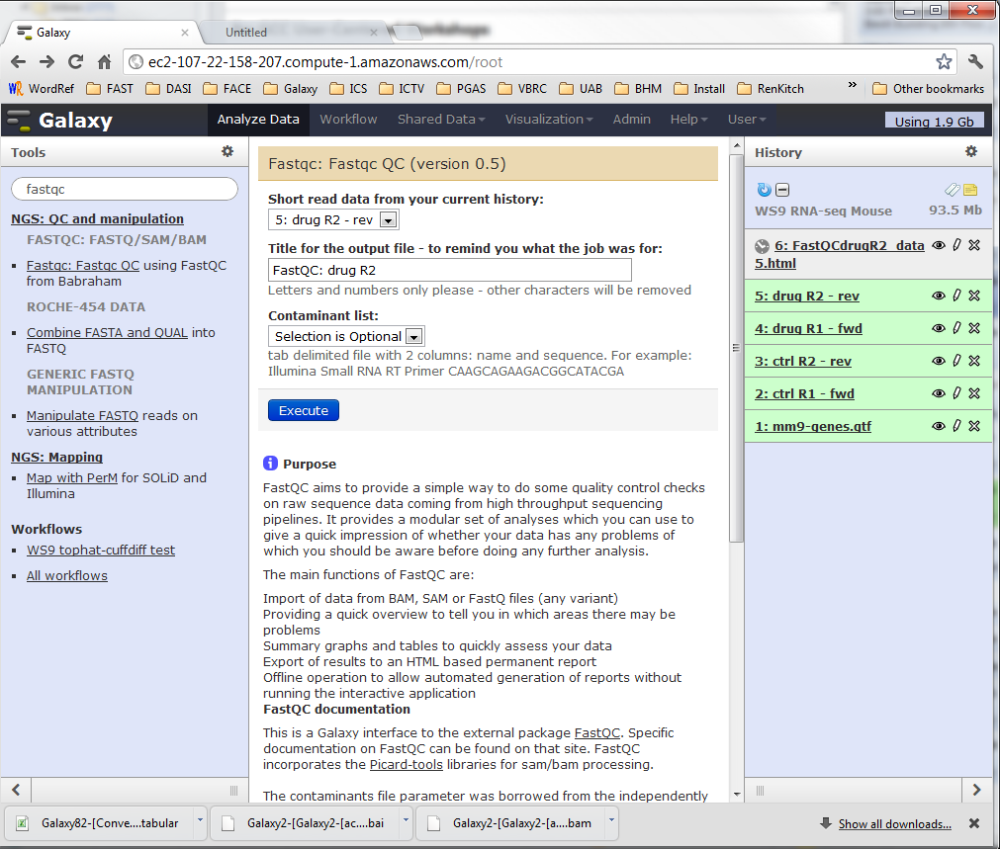 Galaxy
Untitled
ec2-107-22-158-207.compute-1.amazonaws.com/root
WordRef FAST DASI FACE Galaxy ICS ICTV PGAS VBRC UAB BHM Install RenKitch » Other bookmarks
Galaxy Analyze Data Workflow Shared Data Visualization Admin Help User Using 1.9 Gb
Tools
fastqc
NGS: QC and manipulation
FASTQC: FASTQ/SAM/BAM
Fastqc: Fastqc QC using FastQC
from Babraham
ROCHE-454 DATA
Combine FASTA and QUAL into
FASTQ
GENERIC FASTQ
MANIPULATION
Manipulate FASTQ reads on
various attributes
NGS: Mapping
Map with PerM for SOLiD and
Illumina
Workflows
WS9 tophat-cuffdiff test
All workflows
Fastqc: Fastqc QC (version 0.5)
Short read data from your current history:
5: drug R2 - rev
Title for the output file - to remind you what the job was for:
FastQC: drug R2
Letters and numbers only please - other characters will be removed
Contaminant list:
Selection is Optional
tab delimited file with 2 columns: name and sequence. For example:
Illumina Small RNA RT Primer CAAGCAGAAGACGGCATACGA
Execute
Purpose
FastQC aims to provide a simple way to do some quality control checks
on raw sequence data coming from high throughput sequencing
pipelines. It provides a modular set of analyses which you can use to
give a quick impression of whether your data has any problems of
which you should be aware before doing any further analysis.
The main functions of FastQC are:
Import of data from BAM, SAM or FastQ files (any variant)
Providing a quick overview to tell you in which areas there may be
problems
Summary graphs and tables to quickly assess your data
Export of results to an HTML based permanent report
Offline operation to allow automated generation of reports without
running the interactive application
FastQC documentation
This is a Galaxy interface to the external package FastQC. Specific
documentation on FastQC can be found on that site. FastQC
incorporates the Picard-tools libraries for sam/bam processing.
The contaminants file parameter was borrowed from the independently
History
WS9 RNA-seq Mouse 93.5 Mb
6: FastQCdrugR2_data
5.html
5: drug R2 - rev
4: drug R1 - fwd
3: ctrl R2 - rev
2: ctrl R1 - fwd
1: mm9-genes.gtf
Galaxy82-[Conve....tabular Galaxy2-[Galaxy2-[ac....bai Galaxy2-[Galaxy2-[a....bam Show all downloads...